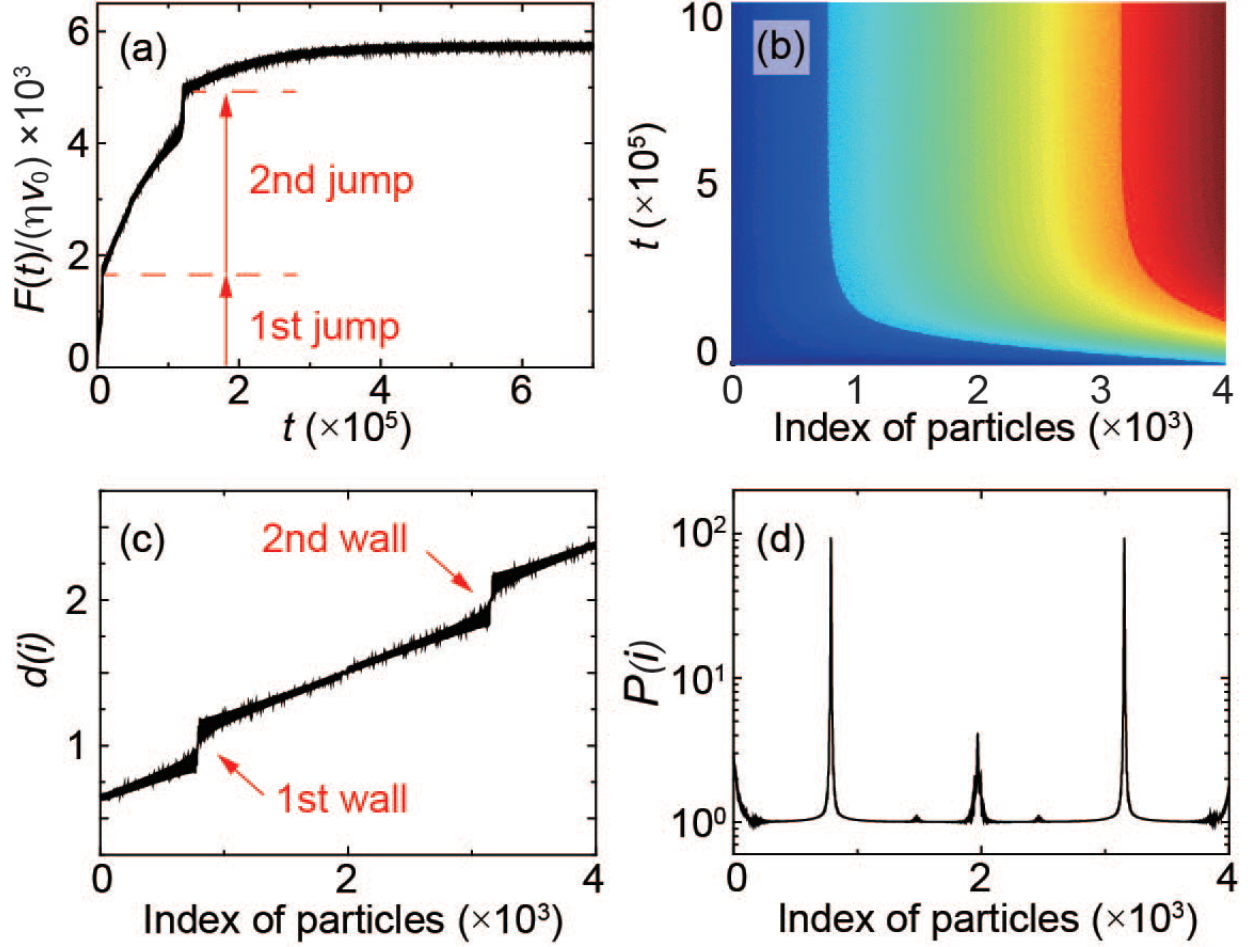 (a)
F(t)/(ηv₀) ×10³
6
4
2
0
2nd jump
1st jump
0 2 4 6
t (×10⁵)
(b)
t (×10⁵)
10
5
0
0 1 2 3 4
Index of particles (×10³)
(c)
d(i)
2
1
2nd wall
1st wall
0 2 4
Index of particles (×10³)
(d)
P(i)
10²
10¹
10⁰
0 2 4
Index of particles (×10³)